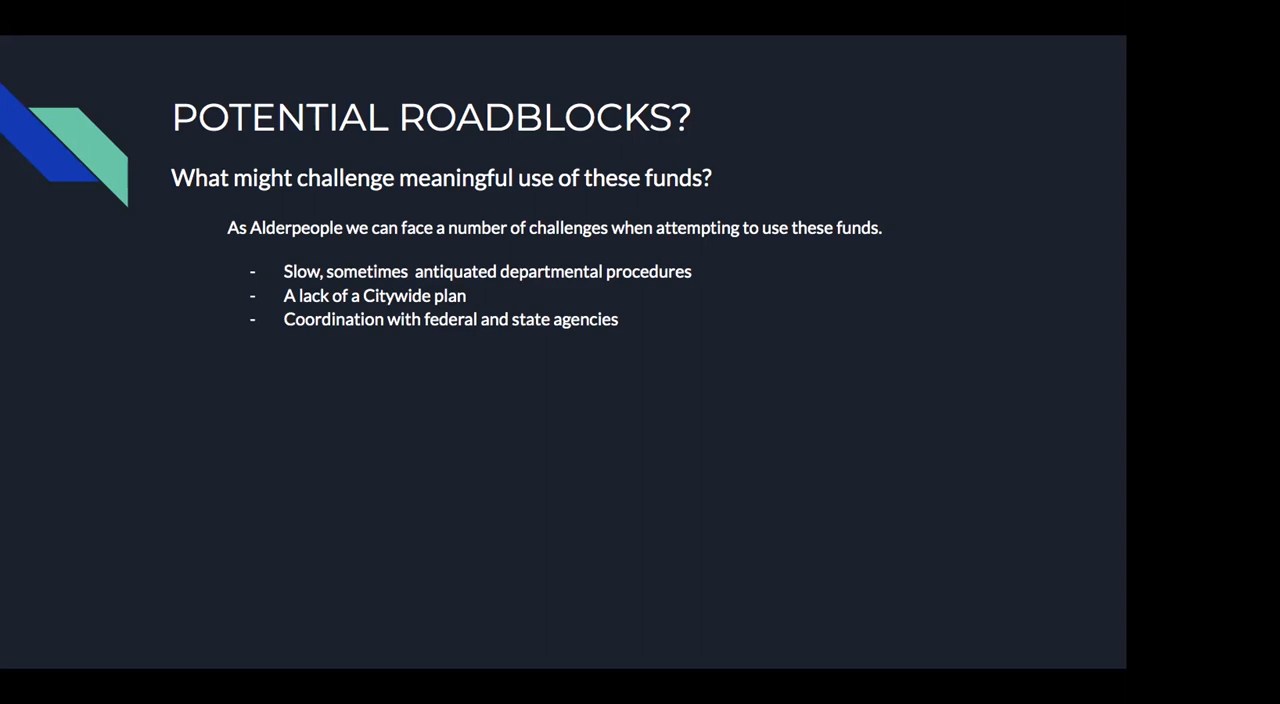 POTENTIAL ROADBLOCKS?
What might challenge meaningful use of these funds?
As Alderpeople we can face a number of challenges when attempting to use these funds.
- Slow, sometimes  antiquated departmental procedures
- A lack of a Citywide plan
- Coordination with federal and state agencies